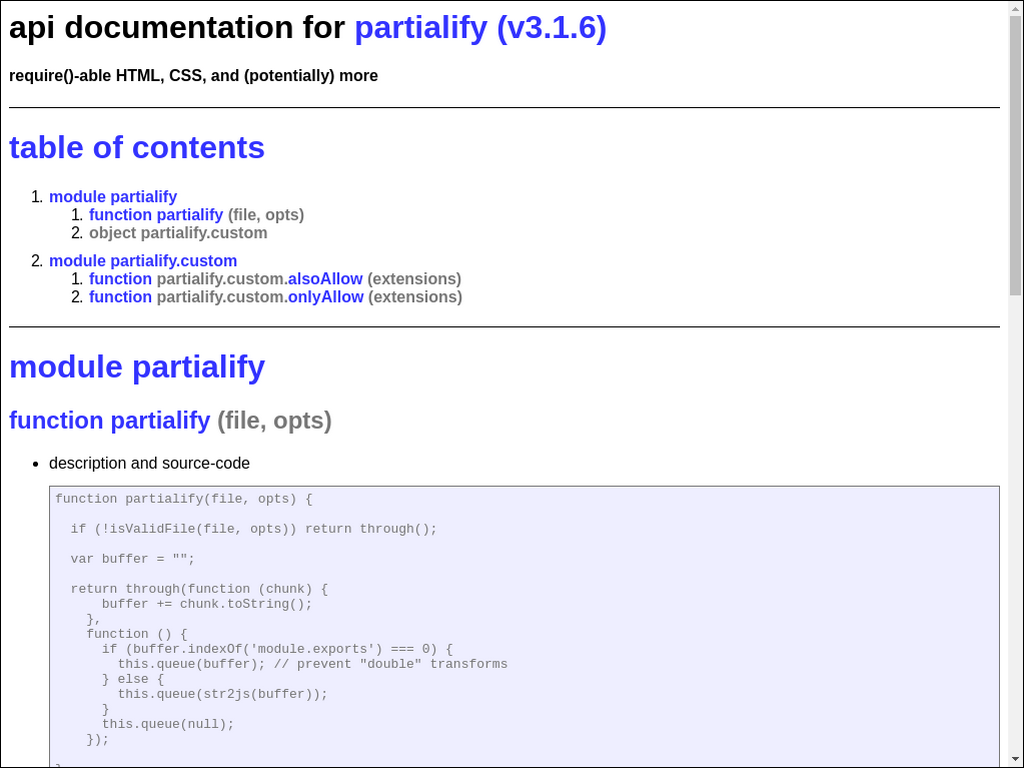 api documentation for partialify (v3.1.6)
require()-able HTML, CSS, and (potentially) more
table of contents
1. module partialify
1. function partialify (file, opts)
2. object partialify.custom
2. module partialify.custom
1. function partialify.custom.alsoAllow (extensions)
2. function partialify.custom.onlyAllow (extensions)
module partialify
function partialify (file, opts)
• description and source-code
function partialify(file, opts) {
if (!isValidFile(file, opts)) return through();
var buffer = "";
return through(function (chunk) {
buffer += chunk.toString();
},
function () {
if (buffer.indexOf('module.exports') === 0) {
this.queue(buffer); // prevent "double" transforms
} else {
this.queue(str2js(buffer));
}
this.queue(null);
});